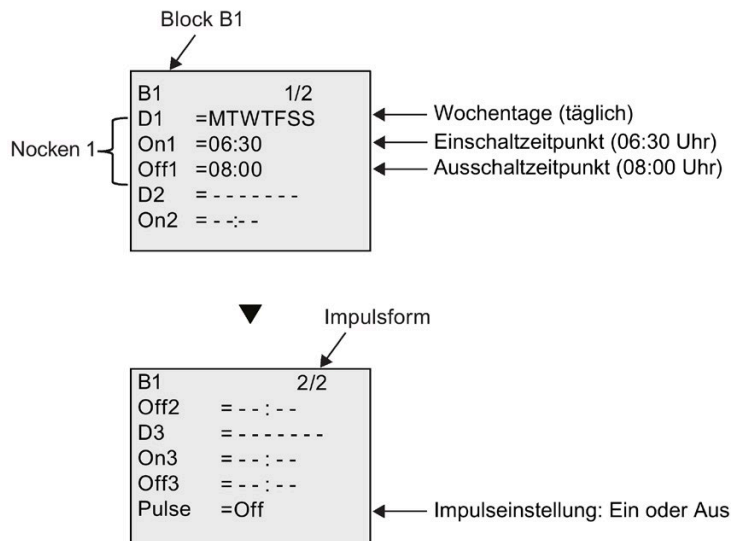 Block B1
B1 1/2
D1 =MTWTFSS
On1 =06:30
Off1 =08:00
D2 =-------
On2 =--:--
Nocken 1
Wochentage (täglich)
Einschaltzeitpunkt (06:30 Uhr)
Ausschaltzeitpunkt (08:00 Uhr)
Impulsform
B1 2/2
Off2 =--:--
D3 =-------
On3 =--:--
Off3 =--:--
Pulse =Off
Impulseinstellung: Ein oder Aus